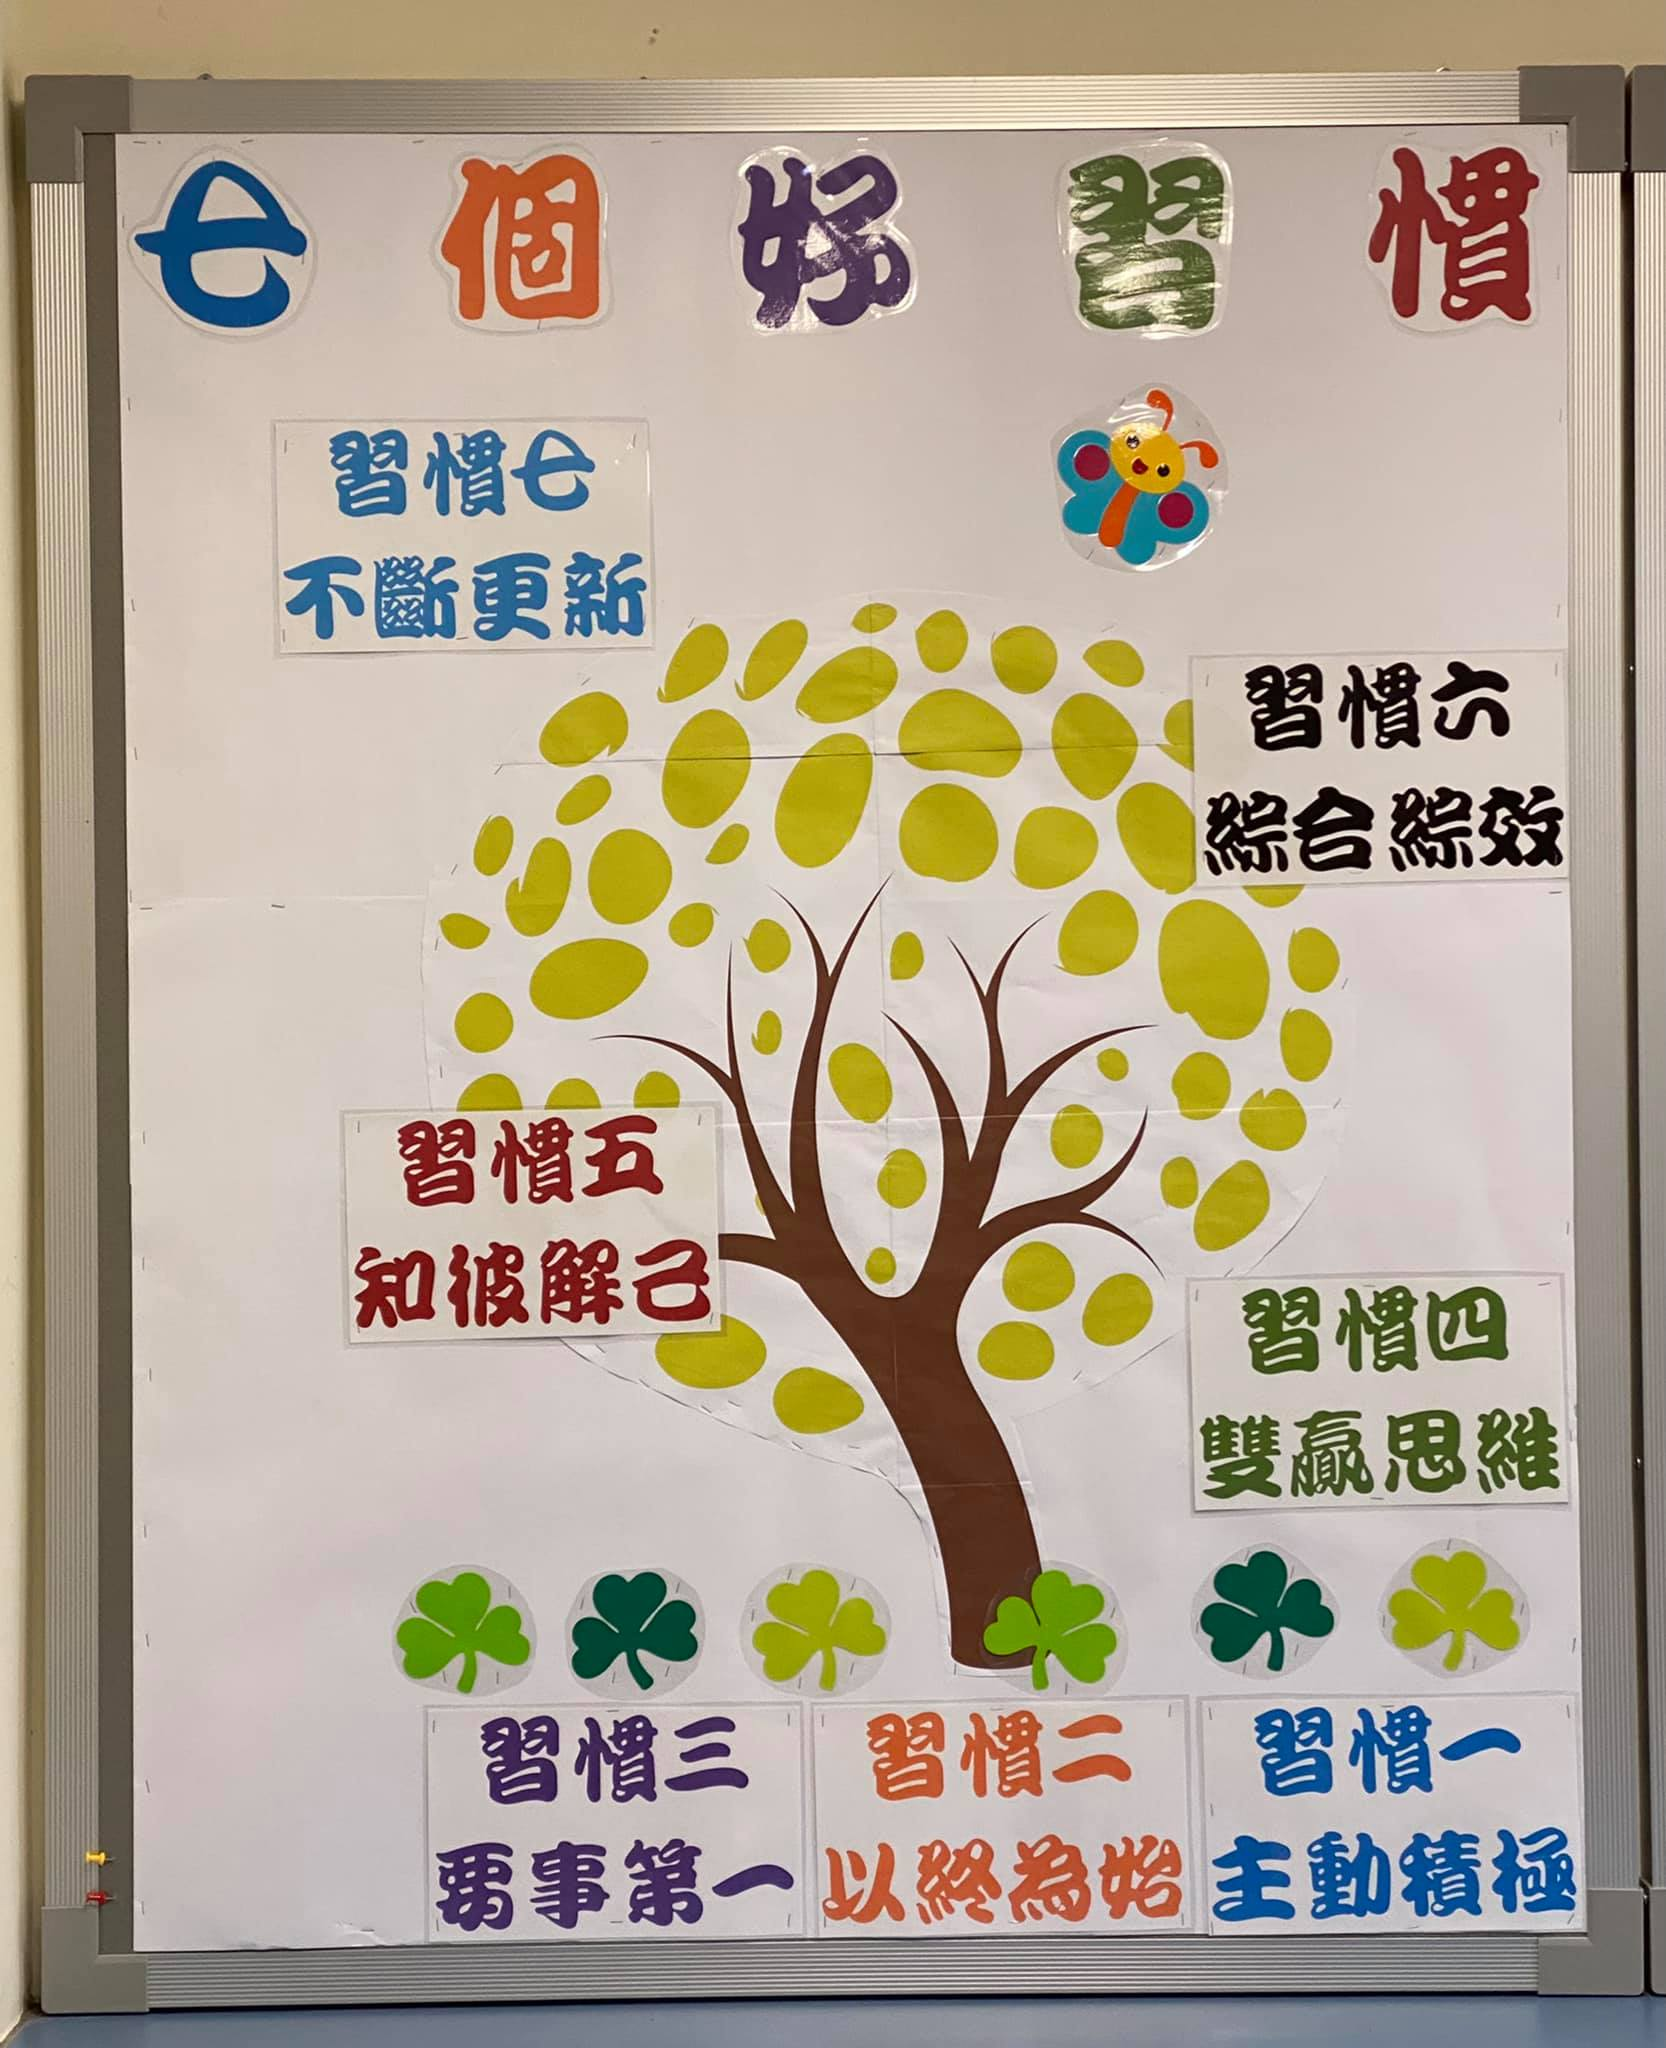 七個好習慣
習慣七
不斷更新
習慣六
綜合綜效
習慣五
知彼解己
習慣四
雙贏思維
習慣三
要事第一
習慣二
以終為始
習慣一
主動積極